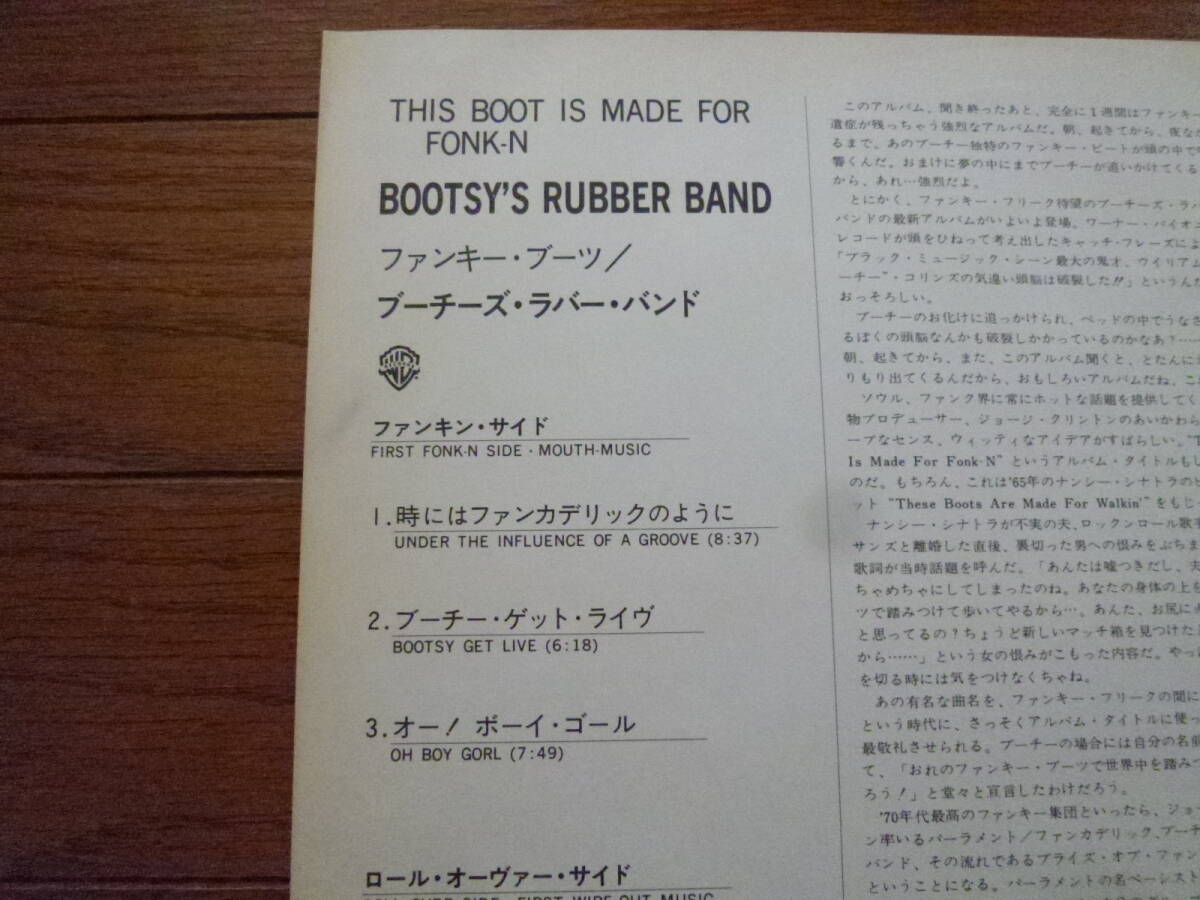 THIS BOOT IS MADE FOR
FONK-N
BOOTSY'S RUBBER BAND
ファンキー・ブーツ/
ブーチーズ・ラバー・バンド
ファンキン・サイド
FIRST FONK-N SIDE・MOUTH-MUSIC
1. 時にはファンカデリックのように
UNDER THE INFLUENCE OF A GROOVE (8:37)
2. ブーチー・ゲット・ライヴ
BOOTSY GET LIVE (6:18)
3. オー! ボーイ・ゴール
OH BOY GORL (7:49)
ロール・オーヴァー・サイド
ROLL OVER SIDE・FIRST WIPE-OUT MUSIC
このアルバム、聞き終ったあと、完全に1週間はファンキー
遺症が残っちゃう強烈なアルバムだ。朝、起きてから、夜な
るまで。あのブーチー独特のファンキー・ビートが頭の中で
響くんだ。おまけに夢の中にまでブーチーが追いかけてくる
から、あれ…強烈だよ。
とにかく、ファンキー・フリーク待望のブーチーズ・ラバ
バンドの最新アルバムがいよいよ登場。ワーナー・パイオ
レコードが頭をひねって考え出したキャッチ・フレーズによ
「ブラック・ミュージック・シーン最大の鬼才、ウイリアム
ーチー"・コリンズの気違い頭脳は破裂した!!」というんだ
おっそろしい。
ブーチーのお化けに追っかけられ、ベッドの中でうなさ
るぼくの頭脳なんかも破裂しかかっているのかなあ?……
朝、起きてから、また、このアルバム聞くと、とたんに
りもり出てくるんだから、おもしろいアルバムだね、こ
ソウル、ファンク界に常にホットな話題を提供してく
物プロデューサー、ジョージ・クリントンのあいかわら
ープなセンス、ウィッティなアイデアがすばらしい。"T
Is Made For Fonk-N" というアルバム・タイトルもし
のだ。もちろん、これは'65年のナンシー・シナトラのヒ
ット "These Boots Are Made For Walkin'" をもじ
ナンシー・シナトラが不実の夫、ロックンロール歌手
サンズと離婚した直後、裏切った男への恨みをぶちま
歌詞が当時話題を呼んだ。「あんたは嘘つきだし、夫
ちゃめちゃにしてしまったのね。あなたの身体の上を
ツで踏みつけて歩いてやるから…。あんた、お尻に
と思ってるの?ちょうど新しいマッチ箱を見つけた
から……」という女の恨みがこもった内容だ。やっ
を切る時には気をつけなくちゃね。
あの有名な曲名を、ファンキー・フリークの間に
という時代に、さっそくアルバム・タイトルに使っ
最敬礼させられる。ブーチーの場合には自分の名前
て、「おれのファンキー・ブーツで世界中を踏みつ
ろう!」と堂々と宣言したわけだろう。
'70年代最高のファンキー集団といったら、ジョー
ン率いるパーラメント/ファンカデリック、ブーチ
バンド、その流れであるブライズ・オブ・ファン
ということになる。パーラメントの名ベーシスト